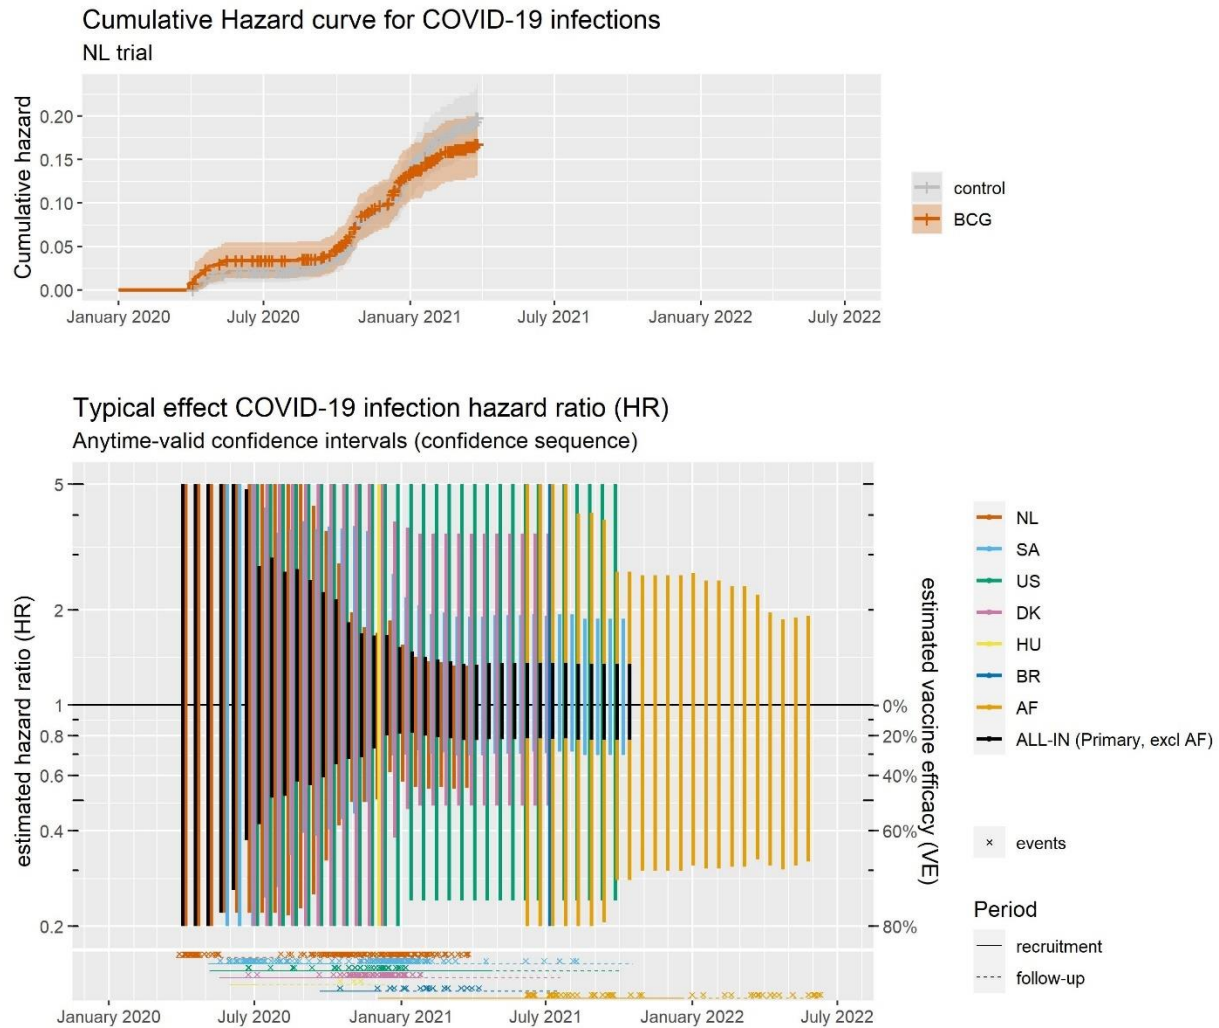 Cumulative Hazard curve for COVID-19 infections
NL trial
Cumulative hazard
0.20
0.15
0.10
0.05
0.00
January 2020
July 2020
January 2021
July 2021
January 2022
July 2022
control
BCG
Typical effect COVID-19 infection hazard ratio (HR)
Anytime-valid confidence intervals (confidence sequence)
estimated hazard ratio (HR)
5
2
1
0.8
0.6
0.4
0.2
0%
20%
40%
60%
80%
estimated vaccine efficacy (VE)
NL
SA
US
DK
HU
BR
AF
ALL-IN (Primary, excl AF)
events
Period
recruitment
follow-up
January 2020
July 2020
January 2021
July 2021
January 2022
July 2022